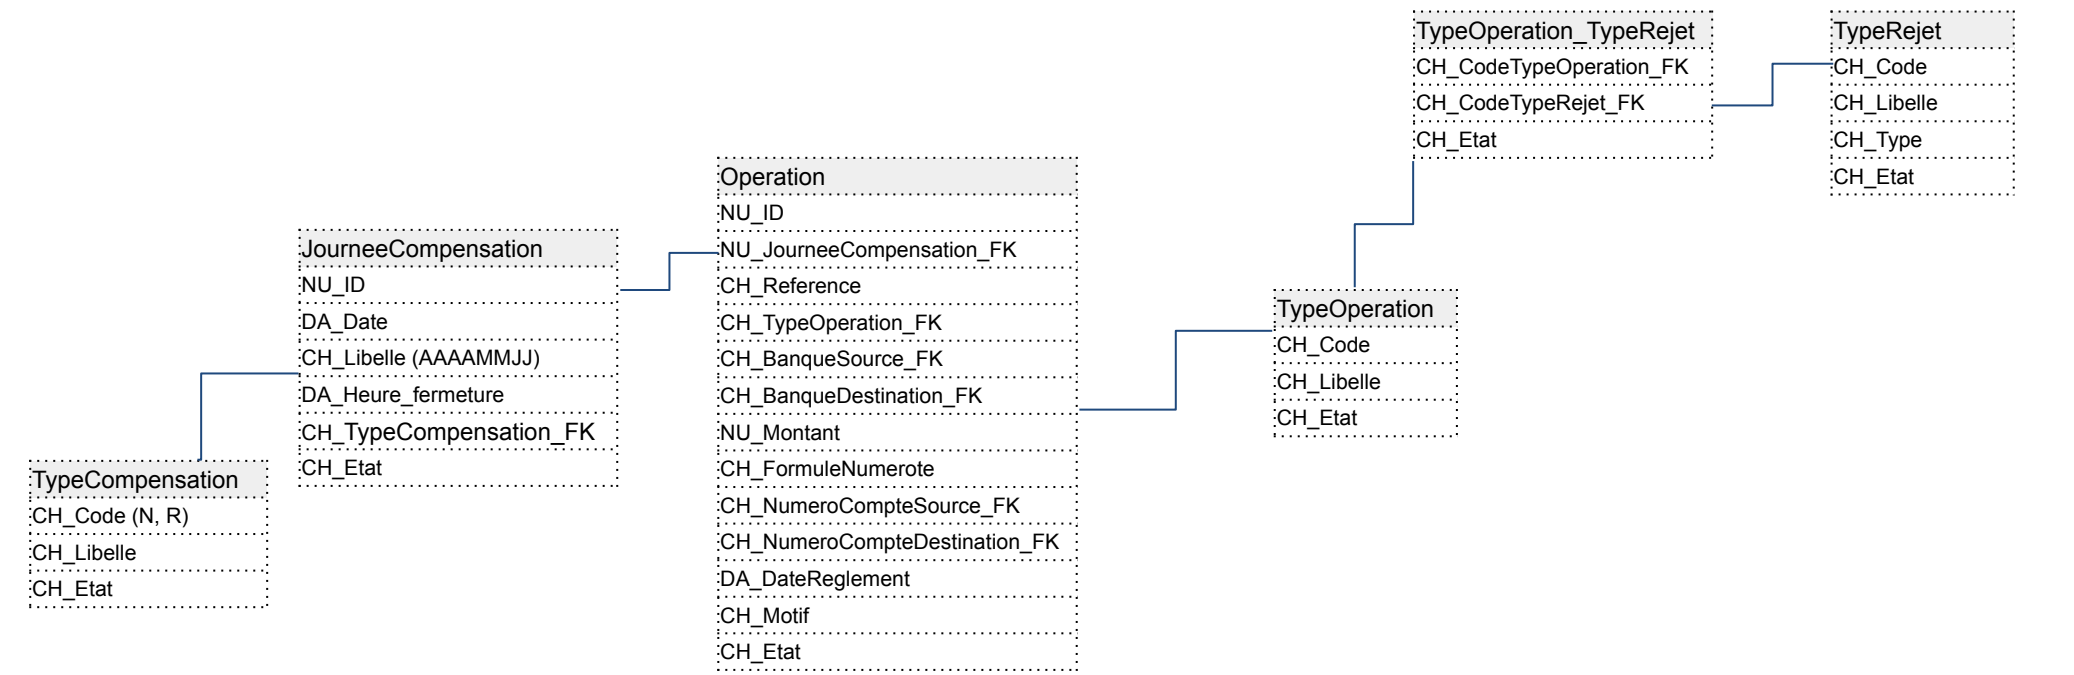 TypeCompensation
CH_Code (N, R)
CH_Libelle
CH_Etat
JourneeCompensation
NU_ID
DA_Date
CH_Libelle (AAAAMMJJ)
DA_Heure_fermeture
CH_TypeCompensation_FK
CH_Etat
Operation
NU_ID
NU_JourneeCompensation_FK
CH_Reference
CH_TypeOperation_FK
CH_BanqueSource_FK
CH_BanqueDestination_FK
NU_Montant
CH_FormuleNumerote
CH_NumeroCompteSource_FK
CH_NumeroCompteDestination_FK
DA_DateReglement
CH_Motif
CH_Etat
TypeOperation
CH_Code
CH_Libelle
CH_Etat
TypeOperation_TypeRejet
CH_CodeTypeOperation_FK
CH_CodeTypeRejet_FK
CH_Etat
TypeRejet
CH_Code
CH_Libelle
CH_Type
CH_Etat